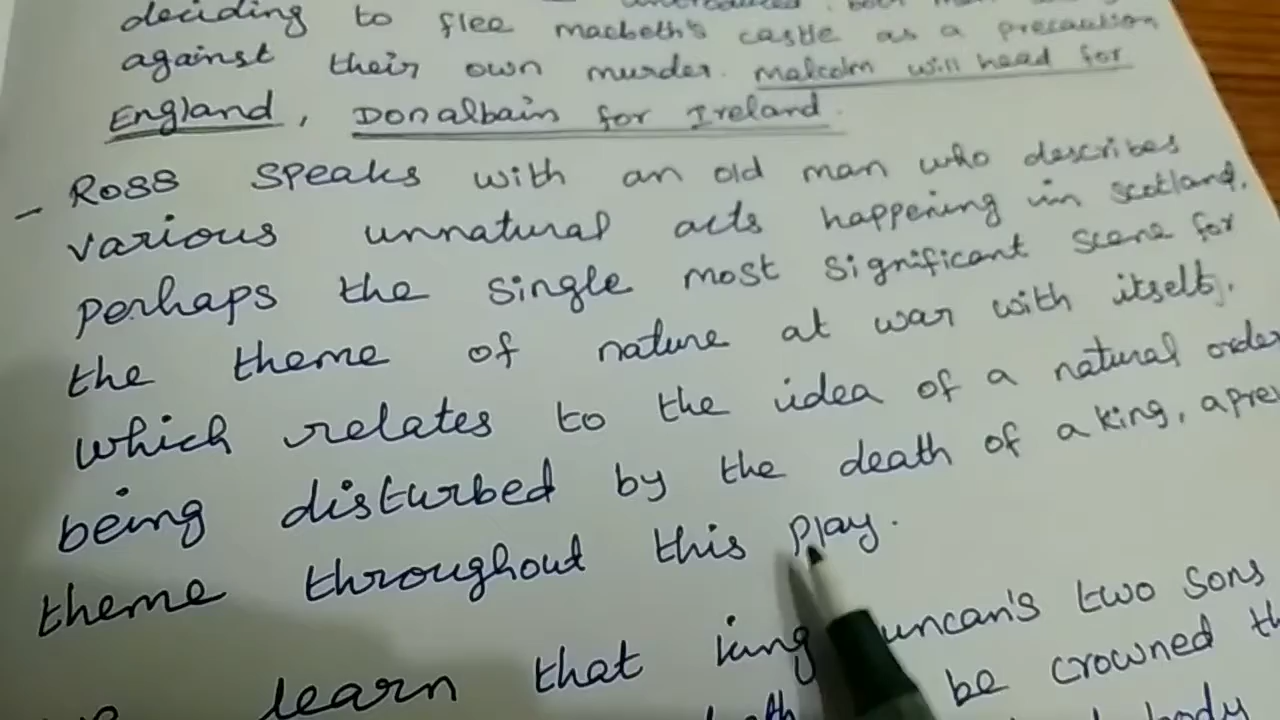 deciding to flee macbeth's castle as a precaution
against their own murder. Malcolm will head for
England, Donalbain for Ireland.
- Ross speaks with an old man who describes
various unnatural acts happening in Scotland,
perhaps the single most significant scene for
the theme of nature at war with itself,
which relates to the idea of a natural order
being disturbed by the death of a king, a
theme throughout this play.
learn that king two sons
be crowned
body